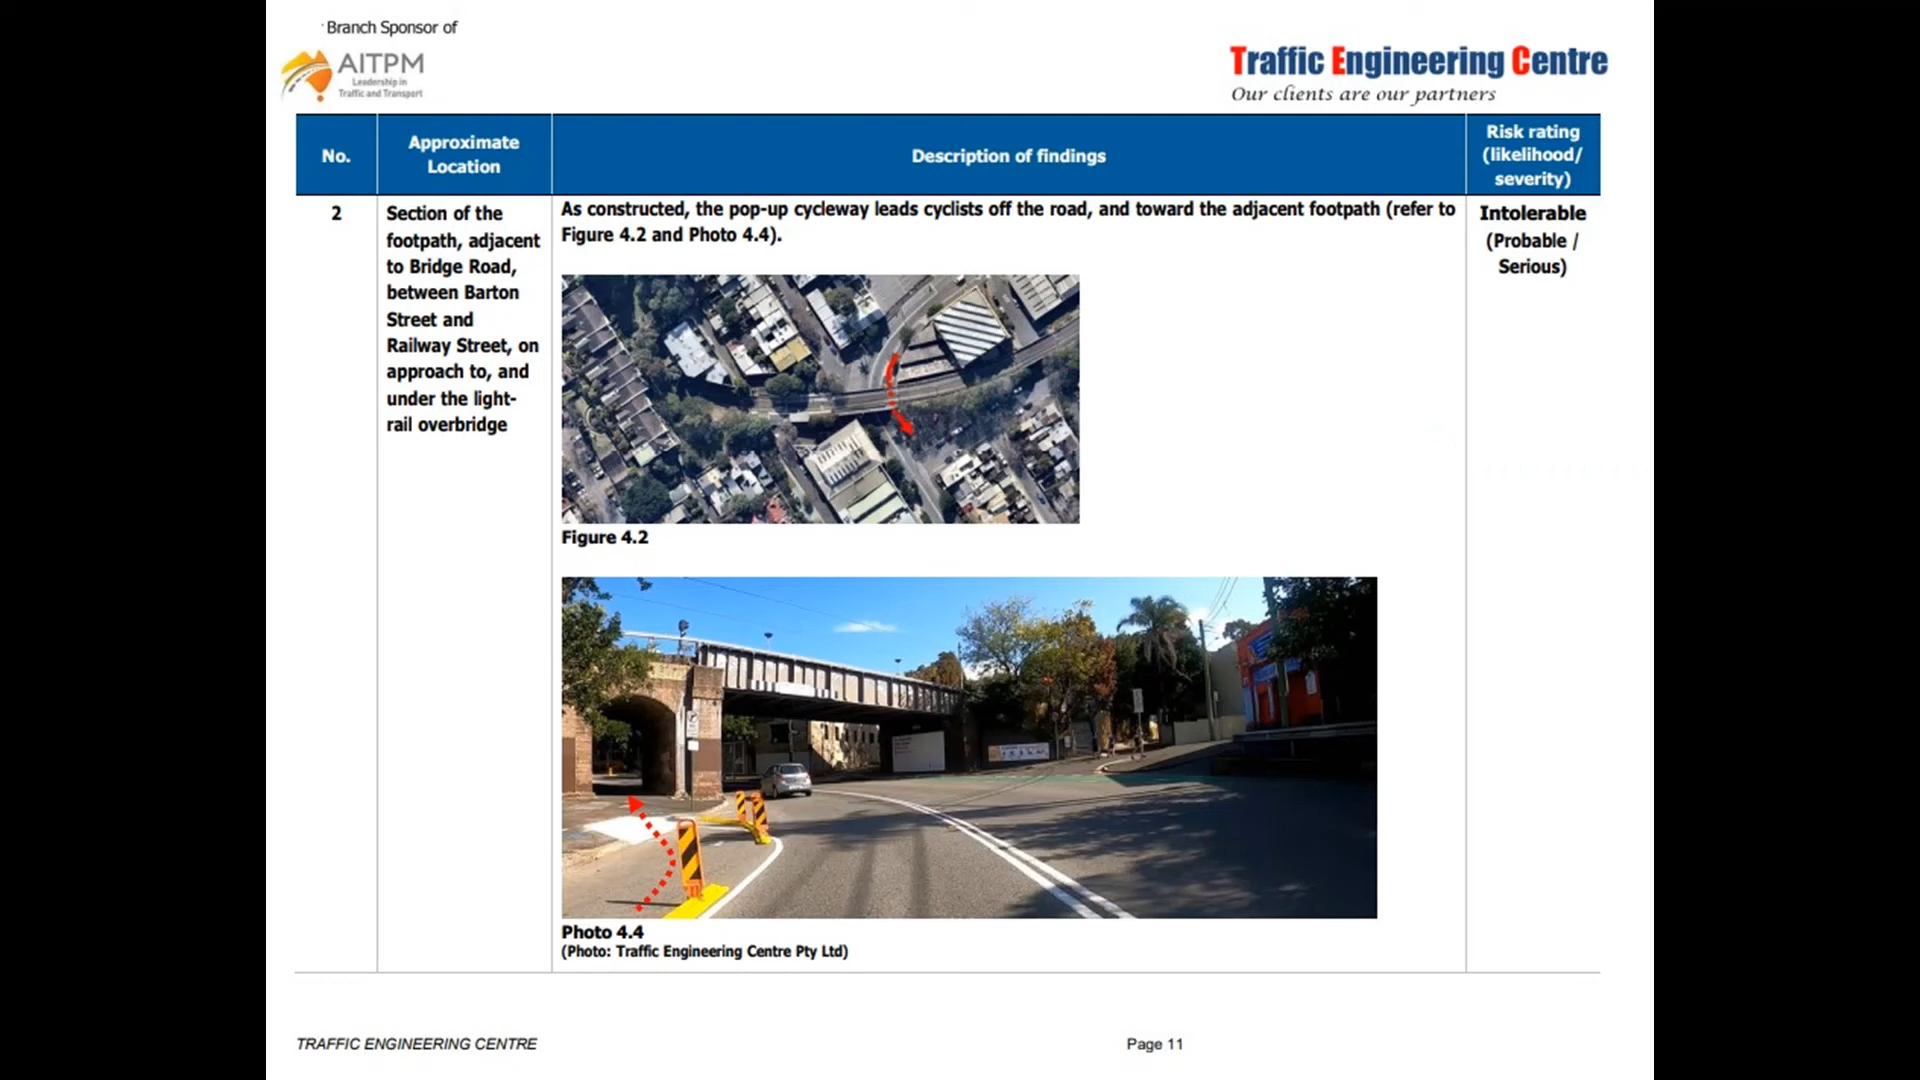 Branch Sponsor of
AITPM
Leadership in
Traffic and Transport
Traffic Engineering Centre
Our clients are our partners
No.
Approximate
Location
Description of findings
Risk rating
(likelihood/
severity)
2
Section of the
footpath, adjacent
to Bridge Road,
between Barton
Street and
Railway Street, on
approach to, and
under the light-
rail overbridge
As constructed, the pop-up cycleway leads cyclists off the road, and toward the adjacent footpath (refer to
Figure 4.2 and Photo 4.4).
Intolerable
(Probable /
Serious)
Figure 4.2
Photo 4.4
(Photo: Traffic Engineering Centre Pty Ltd)
TRAFFIC ENGINEERING CENTRE
Page 11